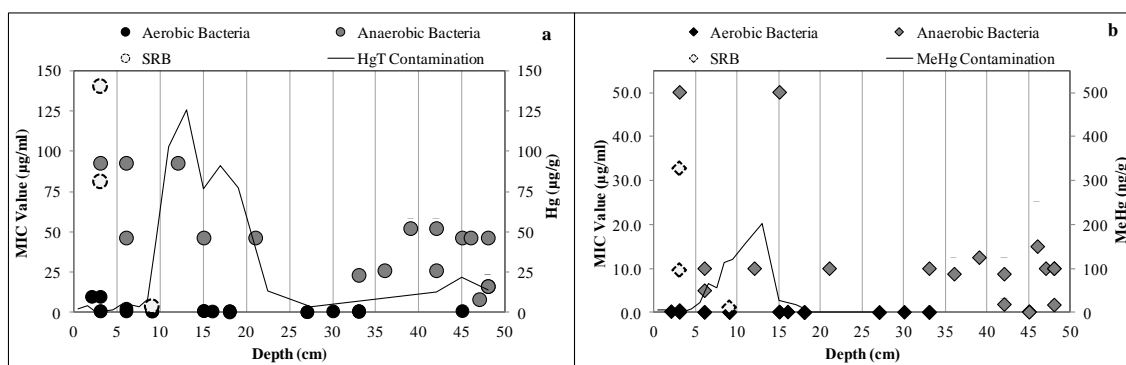 Aerobic Bacteria Anaerobic Bacteria a
SRB HgT Contamination
MIC Value (µg/ml)
150
125
100
75
50
25
0
0 5 10 15 20 25 30 35 40 45 50
Depth (cm)
150
125
100
75
50
25
0
Hg (µg/g)
Aerobic Bacteria Anaerobic Bacteria b
SRB MeHg Contamination
MIC Value (µg/ml)
50.0
40.0
30.0
20.0
10.0
0.0
0 5 10 15 20 25 30 35 40 45 50
Depth (cm)
500
400
300
200
100
0
MeHg (ng/g)